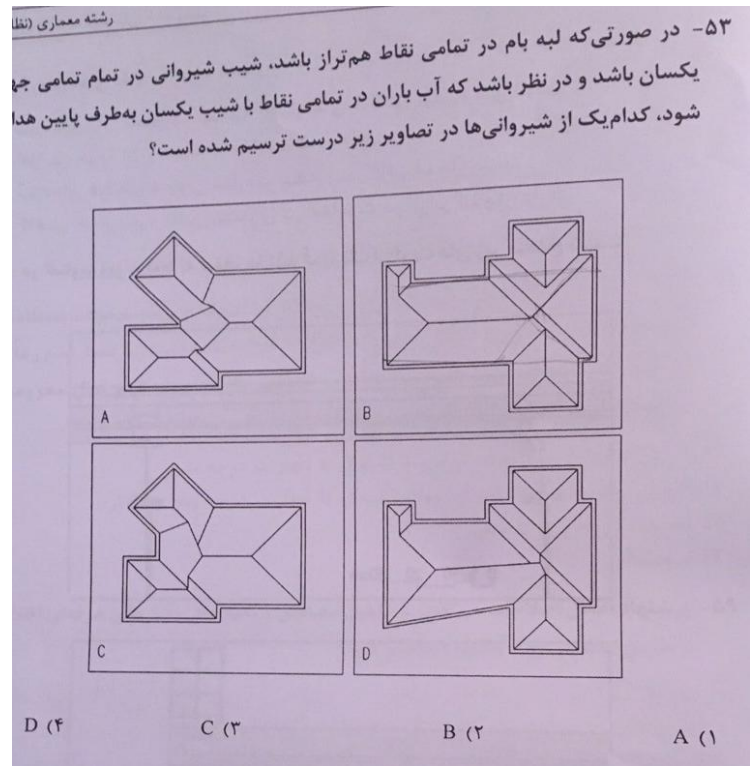 رشته معماری (نظا
۵۳- در صورتی‌که لبه بام در تمامی نقاط هم‌تراز باشد، شیب شیروانی در تمام تمامی
یکسان باشد و در نظر باشد که آب باران در تمامی نقاط با شیب یکسان به‌طرف پایین هدا
شود، کدام‌یک از شیروانی‌ها در تصاویر زیر درست ترسیم شده است؟
A B
C D
۱) A ۲) B ۳) C ۴) D